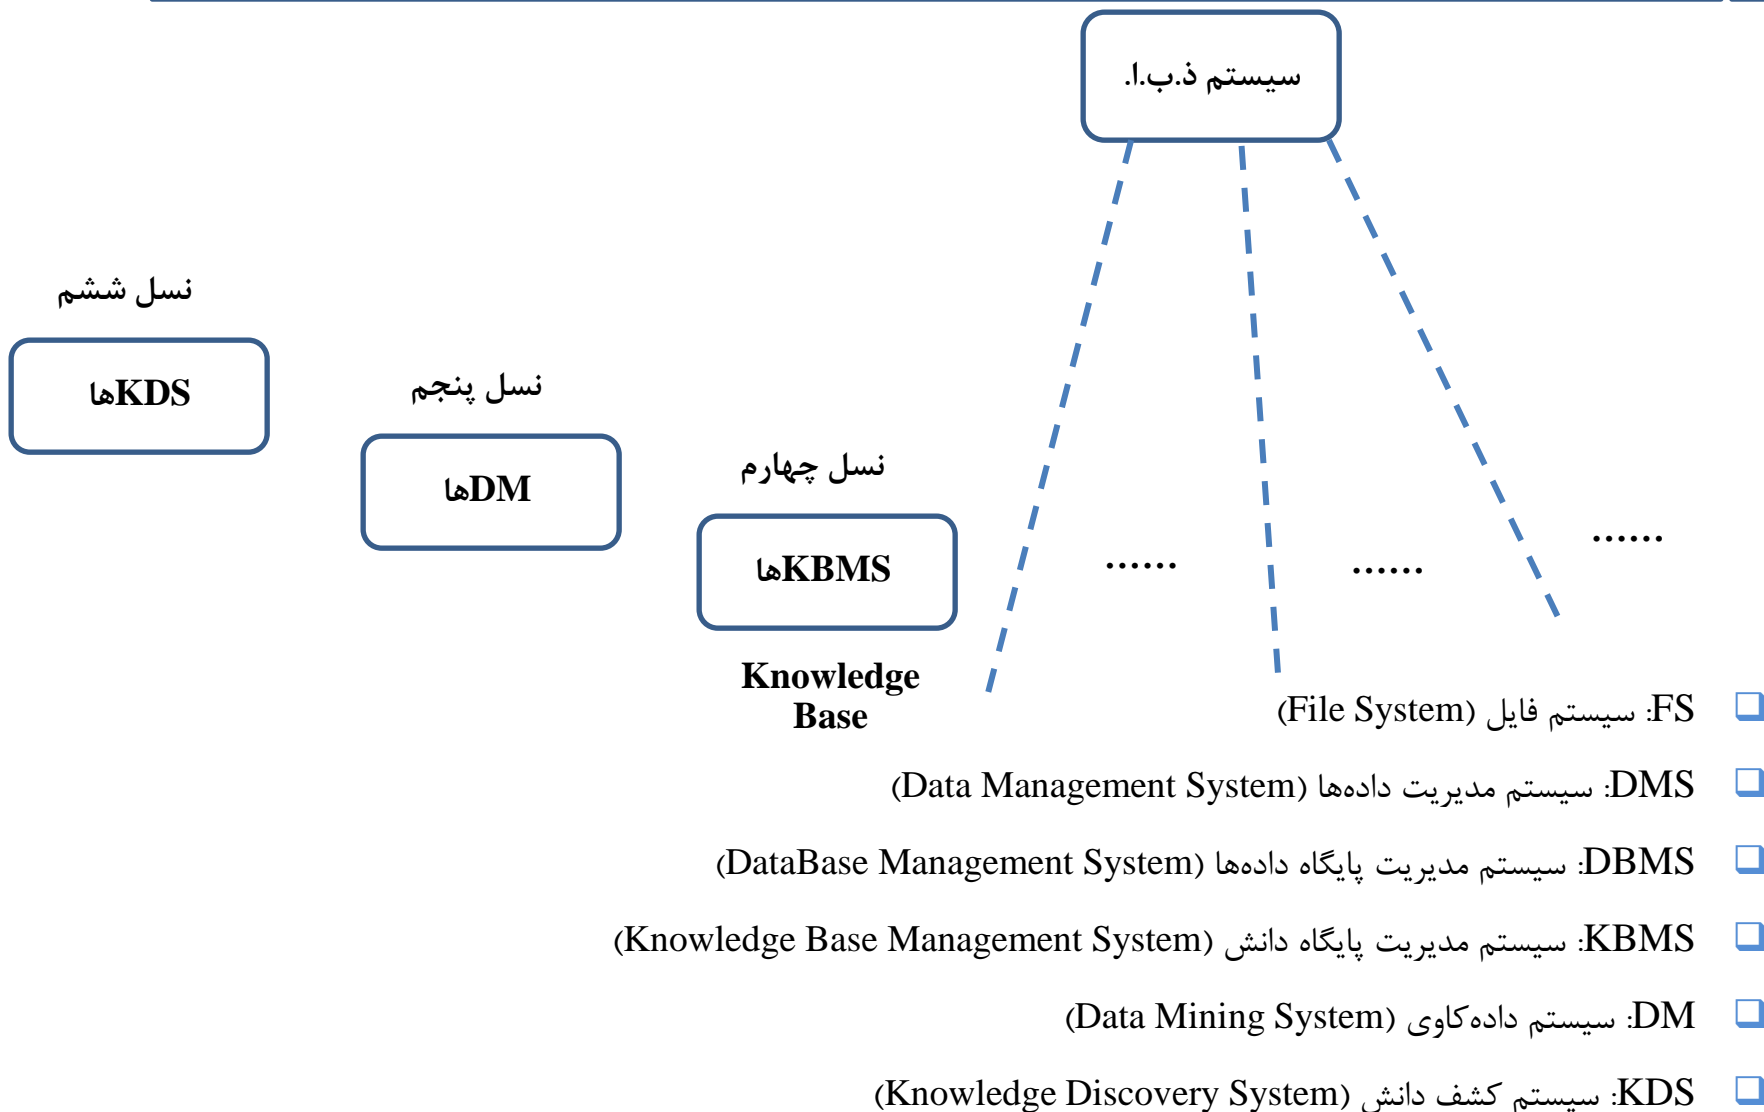 سیستم ذ.ب.ا.
نسل ششم
KDSها
نسل پنجم
DMها
نسل چهارم
KBMSها
Knowledge
Base
......
......
......
FS: سیستم فایل (File System)
DMS: سیستم مدیریت داده‌ها (Data Management System)
DBMS: سیستم مدیریت پایگاه داده‌ها (DataBase Management System)
KBMS: سیستم مدیریت پایگاه دانش (Knowledge Base Management System)
DM: سیستم داده‌کاوی (Data Mining System)
KDS: سیستم کشف دانش (Knowledge Discovery System)